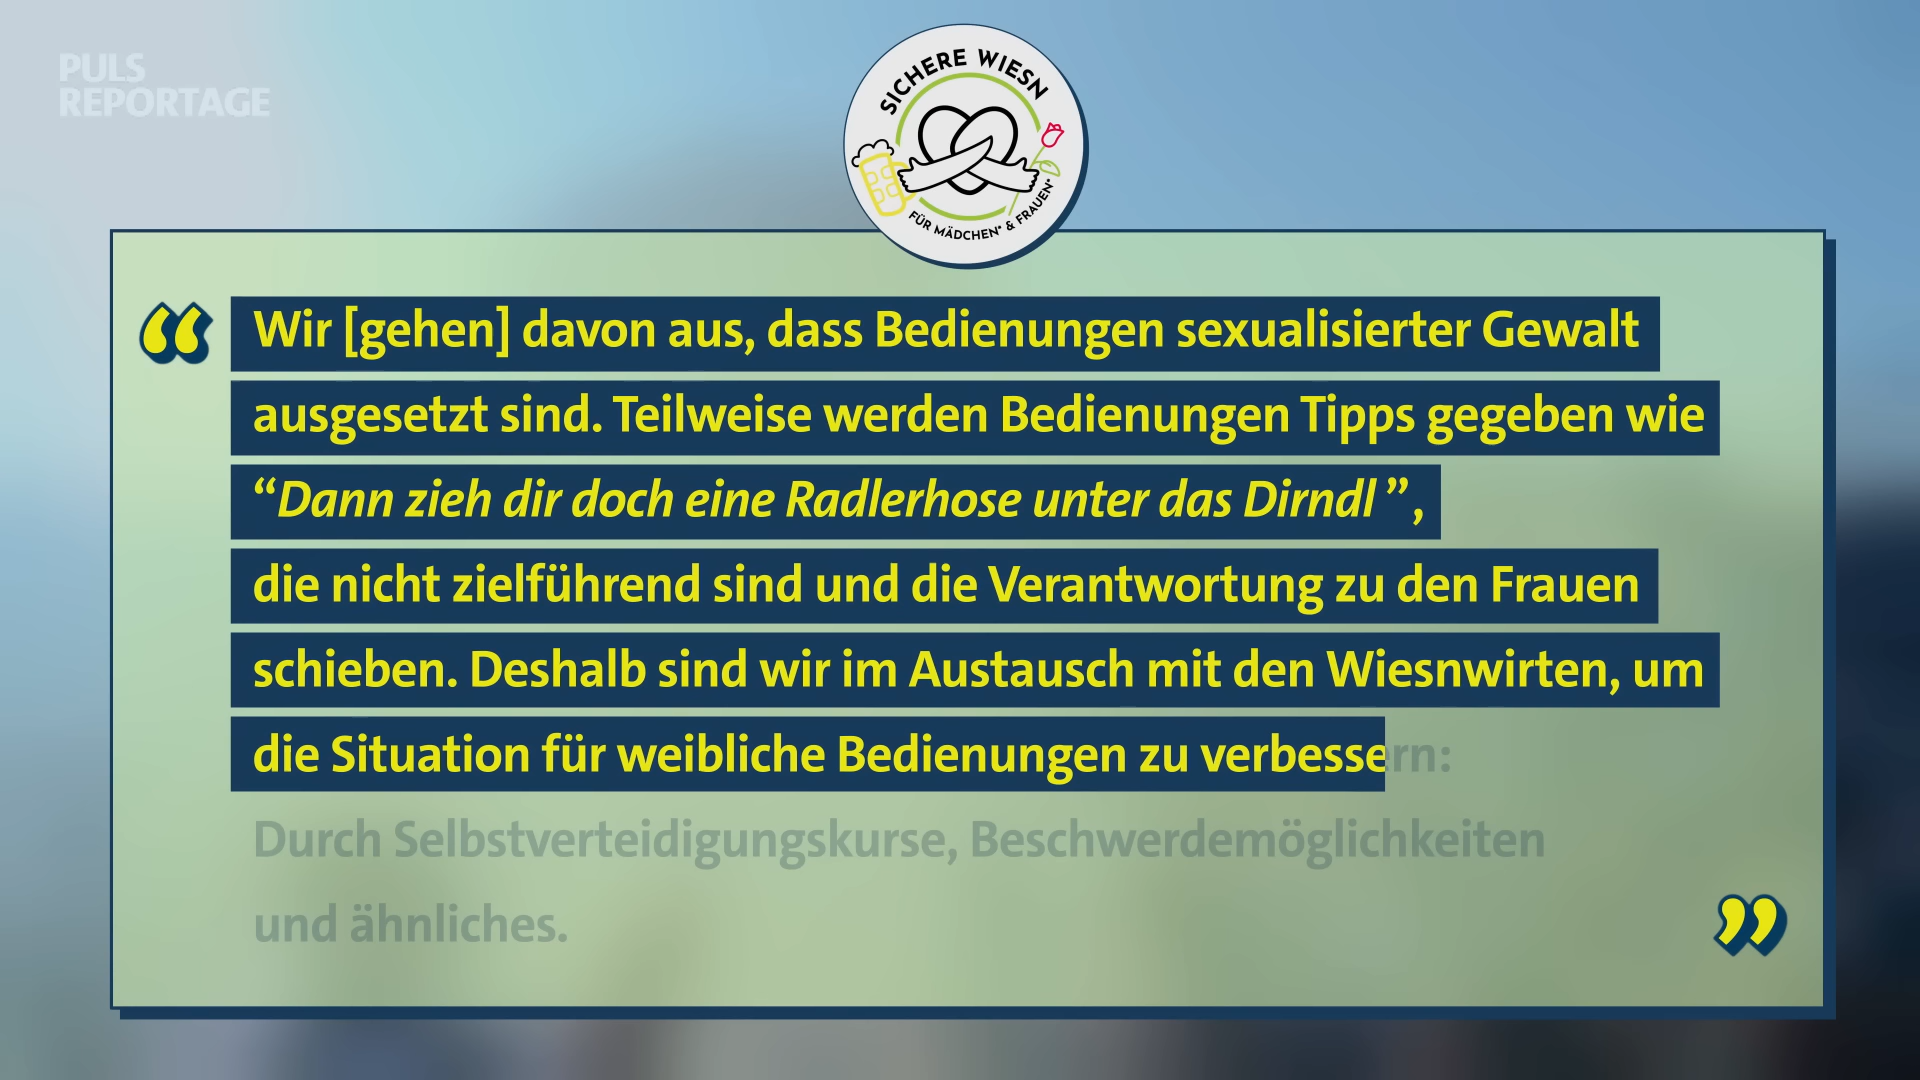 PULS
REPORTAGE
SICHERE WIESN
FÜR MÄDCHEN* & FRAUEN*
“
Wir [gehen] davon aus, dass Bedienungen sexualisierter Gewalt
ausgesetzt sind. Teilweise werden Bedienungen Tipps gegeben wie
“Dann zieh dir doch eine Radlerhose unter das Dirndl ”,
die nicht zielführend sind und die Verantwortung zu den Frauen
schieben. Deshalb sind wir im Austausch mit den Wiesnwirten, um
die Situation für weibliche Bedienungen zu verbessern:
Durch Selbstverteidigungskurse, Beschwerdemöglichkeiten
und ähnliches.
”